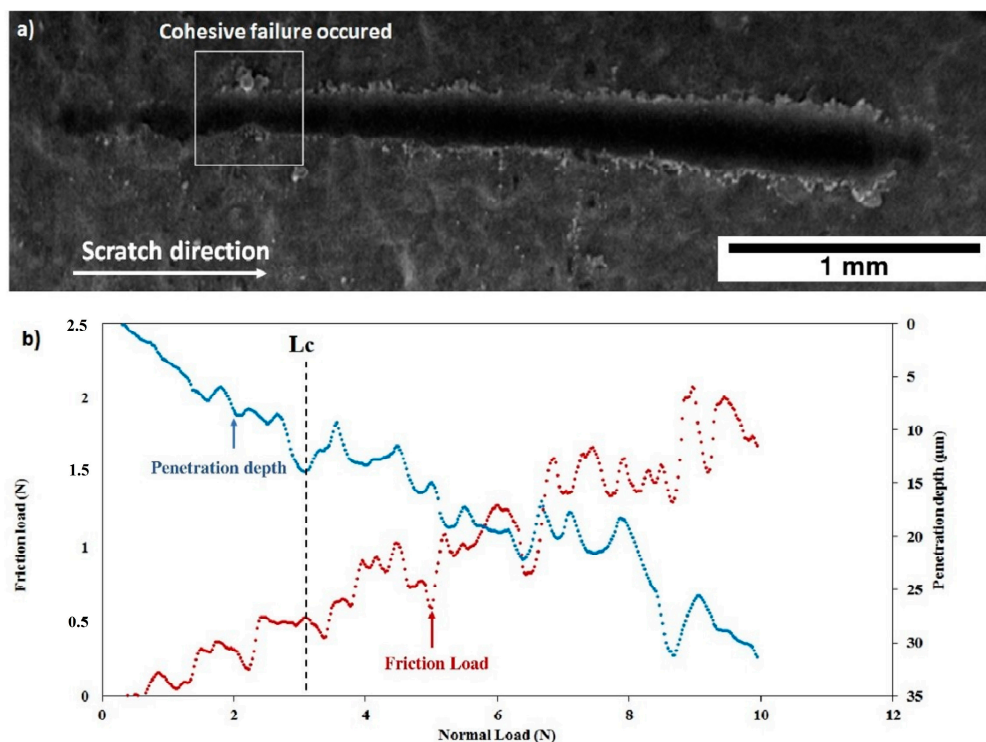 a)
Cohesive failure occured
Scratch direction
1 mm
b)
2.5
2
1.5
1
0.5
0
Friction load (N)
Lc
Penetration depth
Friction Load
0
2
4
6
8
10
12
Normal Load (N)
0
5
10
15
20
25
30
35
Penetration depth (μm)